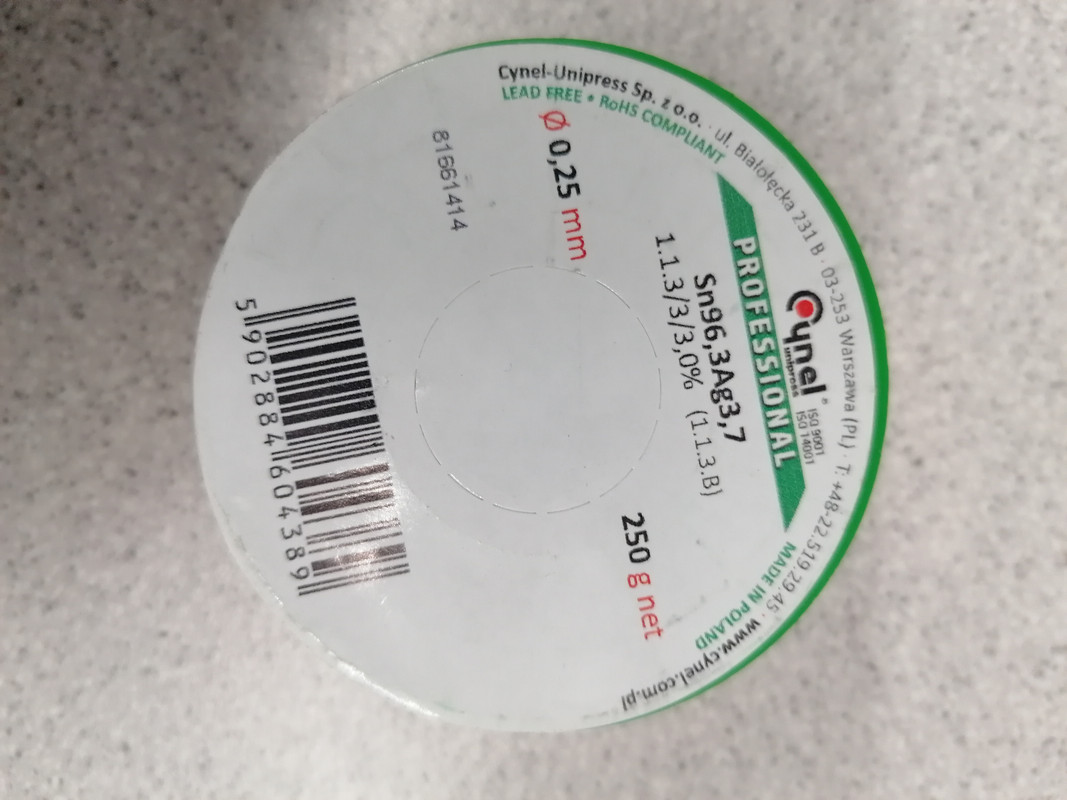 Cynel-Unipress Sp. z o.o. · ul. Białołęcka 231 B · 03-253 Warszawa (PL) · T: +48-22.519.29.45 · www.cynel.com.pl
LEAD FREE • RoHS COMPLIANT
MADE IN POLAND
Cynel®
unipress
ISO 9001
ISO 14001
PROFESSIONAL
Sn96,3Ag3,7
1.1.3/3/3,0% (1.1.3.B)
Ø 0,25 mm
250 g net
81661414
5 902884 604389